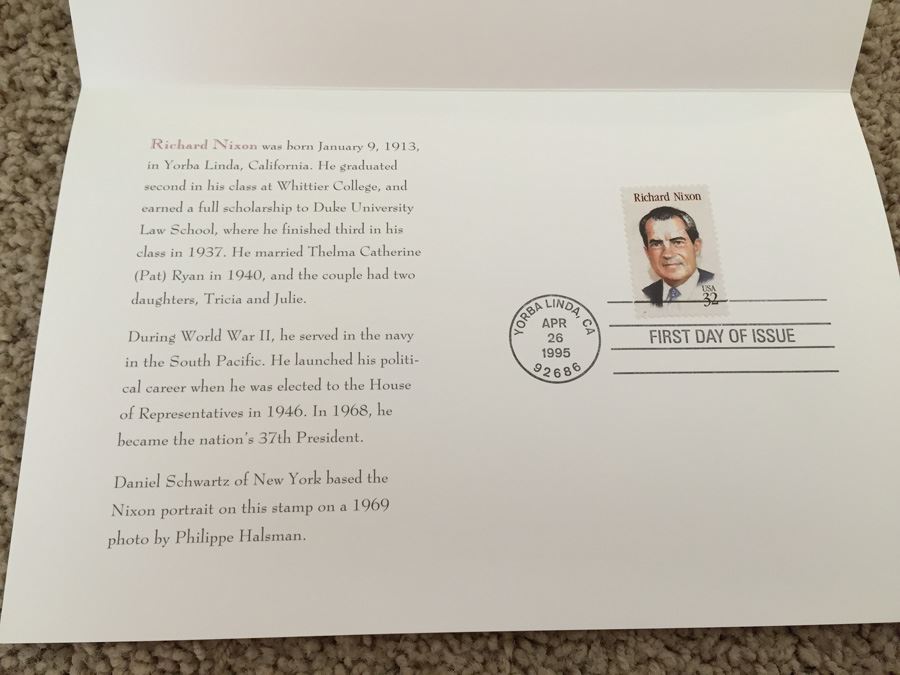 Richard Nixon was born January 9, 1913,
in Yorba Linda, California. He graduated
second in his class at Whittier College, and
earned a full scholarship to Duke University
Law School, where he finished third in his
class in 1937. He married Thelma Catherine
(Pat) Ryan in 1940, and the couple had two
daughters, Tricia and Julie.
During World War II, he served in the navy
in the South Pacific. He launched his politi-
cal career when he was elected to the House
of Representatives in 1946. In 1968, he
became the nation's 37th President.
Daniel Schwartz of New York based the
Nixon portrait on this stamp on a 1969
photo by Philippe Halsman.
Richard Nixon
USA
32
YORBA LINDA, CA
APR
26
1995
92686
FIRST DAY OF ISSUE